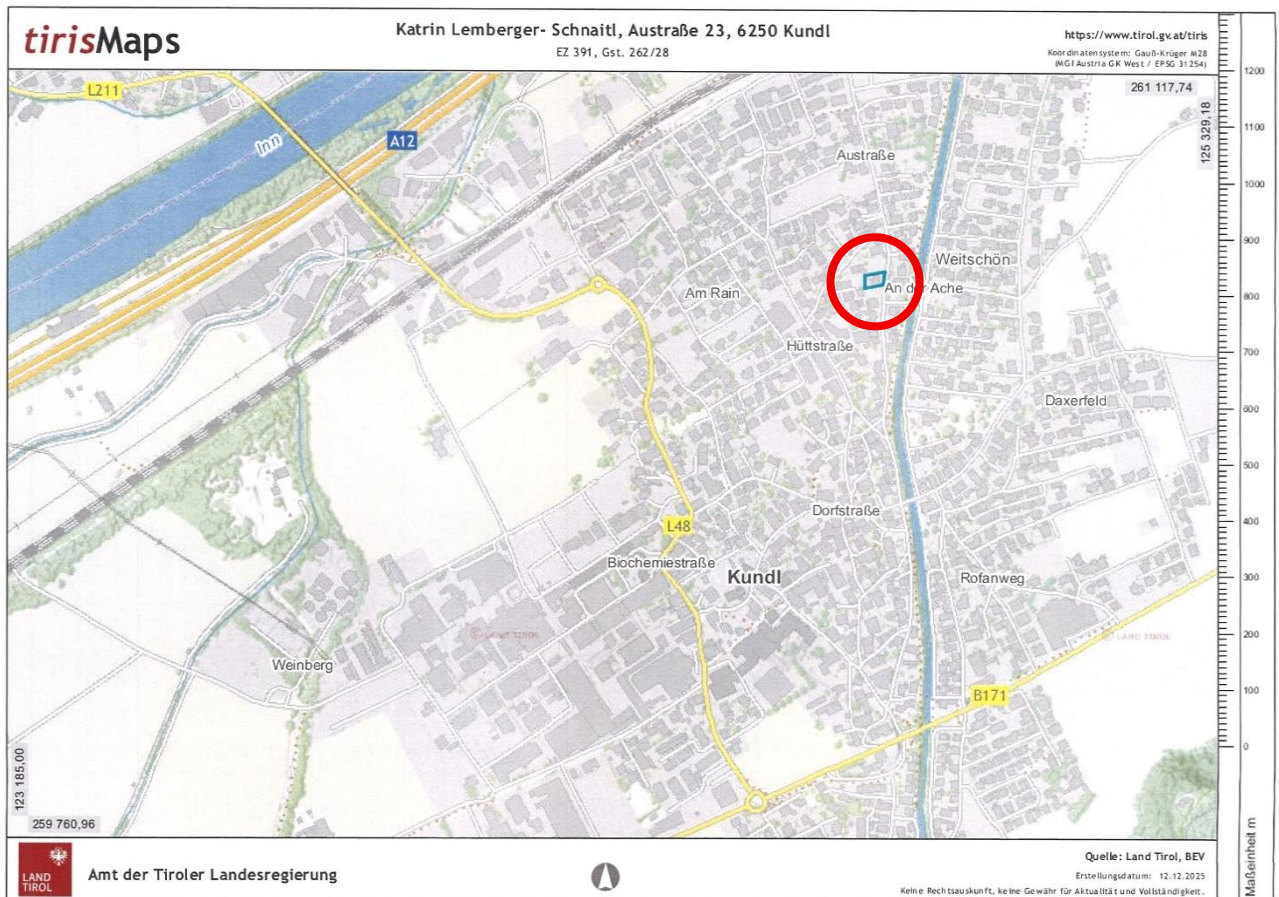 tirisMaps
Katrin Lemberger- Schnaitl, Austraße 23, 6250 Kundl
EZ 391, Gst. 262/28
https://www.tirol.gv.at/tiris
Koordinatensystem: Gauß-Krüger M28
(MGI Austria GK West / EPSG 31254)
261 117,74
125 329,18
L211
Inn
A12
Austraße
Weitschön
An der Ache
Am Rain
Hüttstraße
Daxerfeld
Dorfstraße
L48
Biochemiestraße
Kundl
Rofanweg
© LAND TIROL
© LAND TIROL
Weinberg
B171
123 185,00
259 760,96
1200
1100
1000
900
800
700
600
500
400
300
200
100
0
Maßeinheit m
LAND
TIROL
Amt der Tiroler Landesregierung
Quelle: Land Tirol, BEV
Erstellungsdatum: 12.12.2025
Keine Rechtsauskunft, keine Gewähr für Aktualität und Vollständigkeit.